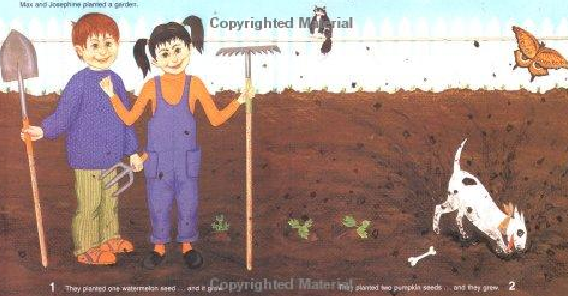 Max and Josephine planted a garden.
Copyrighted Material
1 They planted one watermelon seed . . . and it grew.
They planted two pumpkin seeds . . . and they grew. 2
Copyrighted Material